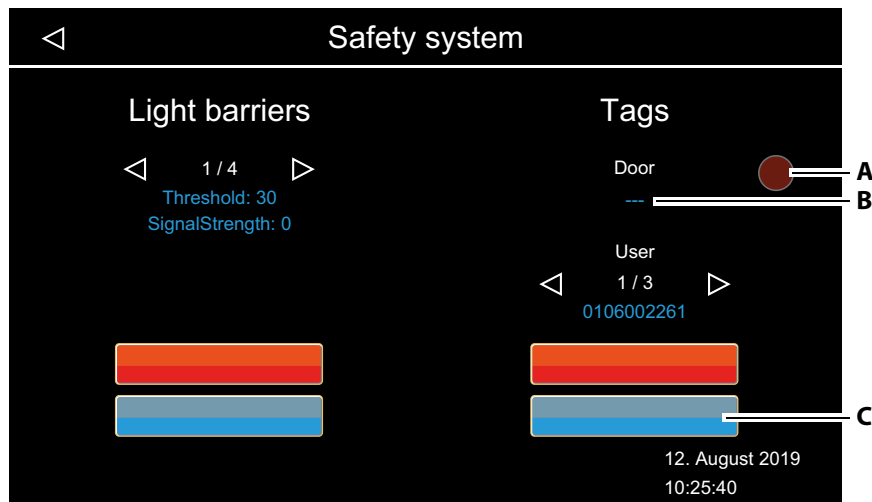 Safety system
Light barriers
1 / 4
Threshold: 30
SignalStrength: 0
Tags
Door
---
User
1 / 3
0106002261
12. August 2019
10:25:40
A
B
C